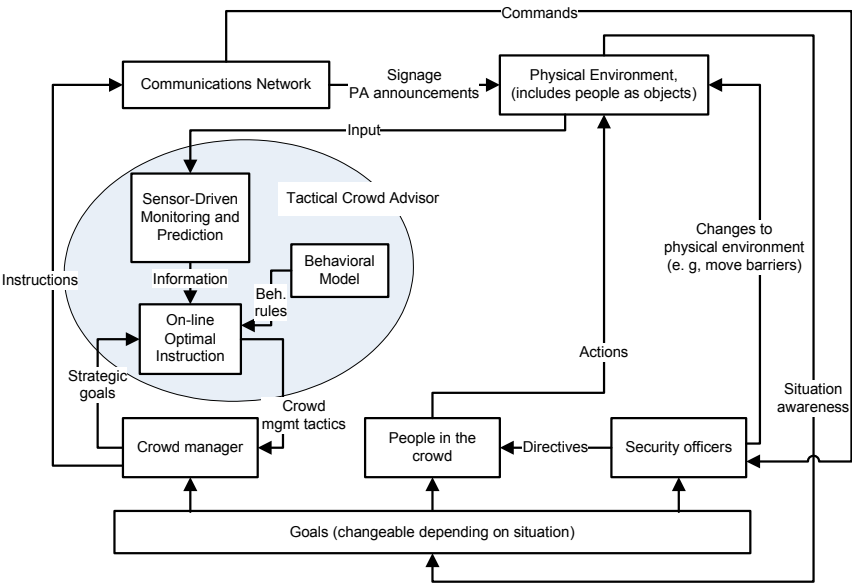 Commands
Communications Network
Signage
PA announcements
Physical Environment,
(includes people as objects)
Input
Tactical Crowd Advisor
Sensor-Driven
Monitoring and
Prediction
Changes to
physical environment
(e. g, move barriers)
Instructions
Information
Behavioral
Model
Beh.
rules
On-line
Optimal
Instruction
Actions
Strategic
goals
Situation
awareness
Crowd
mgmt tactics
Crowd manager
People in the
crowd
Directives
Security officers
Goals (changeable depending on situation)